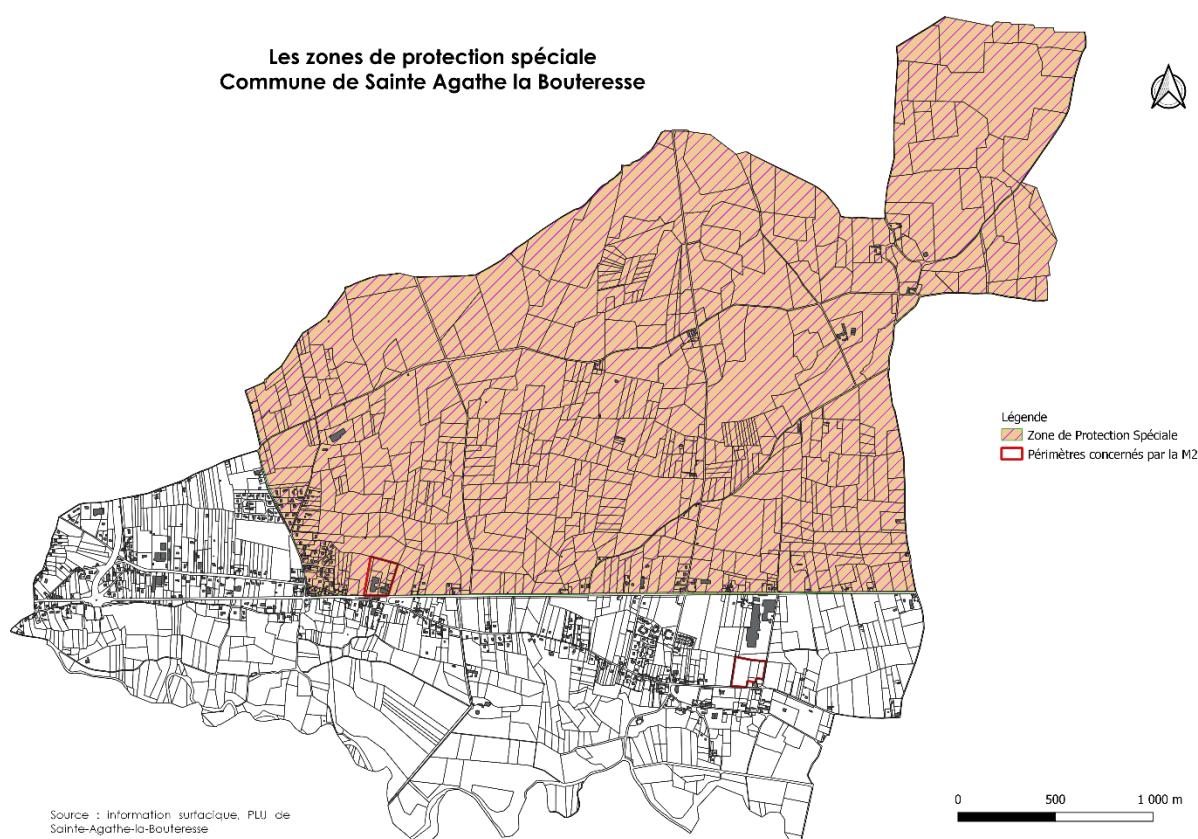 Les zones de protection spéciale
Commune de Sainte Agathe la Bouteresse
Légende
Zone de Protection Spéciale
Périmètres concernés par la M2
0 500 1 000 m
Source : information surfacique, PLU de
Sainte-Agathe-la-Bouteresse